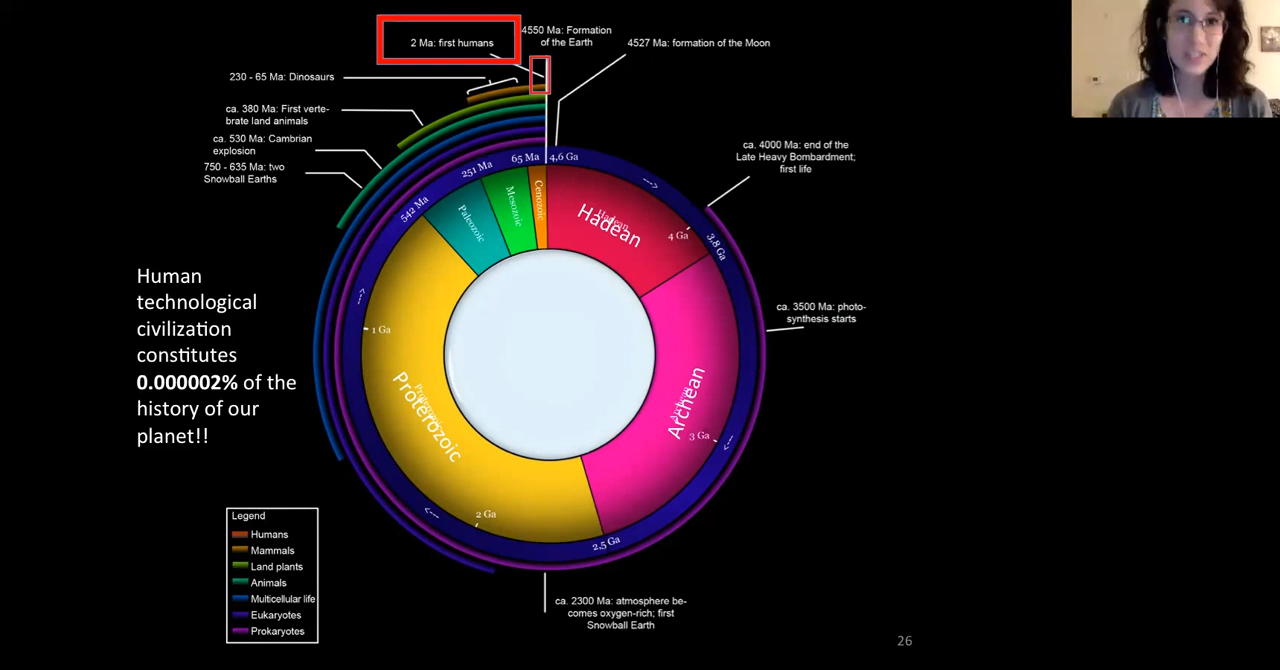 2 Ma: first humans
4550 Ma: Formation
of the Earth
4527: formation of the Moon
230 - 65 Ma: Dinosaurs
ca. 380 Ma: First verte-
brate land animals
ca. 530 Ma: Cambrian
explosion
750 - 635 Ma: two
Snowball Earths
ca. 4000 Ma: end of the
Late Heavy Bombardment;
first life
ca. 3500 Ma: photo-
synthesis starts
ca. 2300 Ma: atmosphere be-
comes oxygen-rich; first
Snowball Earth
4,6 Ga
65 Ma
251 Ma
542 Ma
Cenozoic
Mesozoic
Paleozoic
Hadean
Hadean
4 Ga
3,8 Ga
Archean
Archean
3 Ga
2,5 Ga
Proterozoic
Proterozoic
2 Ga
1 Ga
Human
technological
civilization
constitutes
0.000002% of the
history of our
planet!!
Legend
Humans
Mammals
Land plants
Animals
Multicellular life
Eukaryotes
Prokaryotes
26